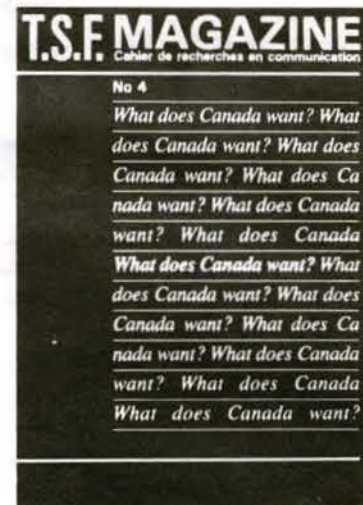 T.S.F. MAGAZINE
Cahier de recherches en communication
No 4
What does Canada want? What
does Canada want? What does
Canada want? What does Ca
nada want? What does Canada
want? What does Canada
What does Canada want? What
does Canada want? What does
Canada want? What does Ca
nada want? What does Canada
want? What does Canada
What does Canada want?